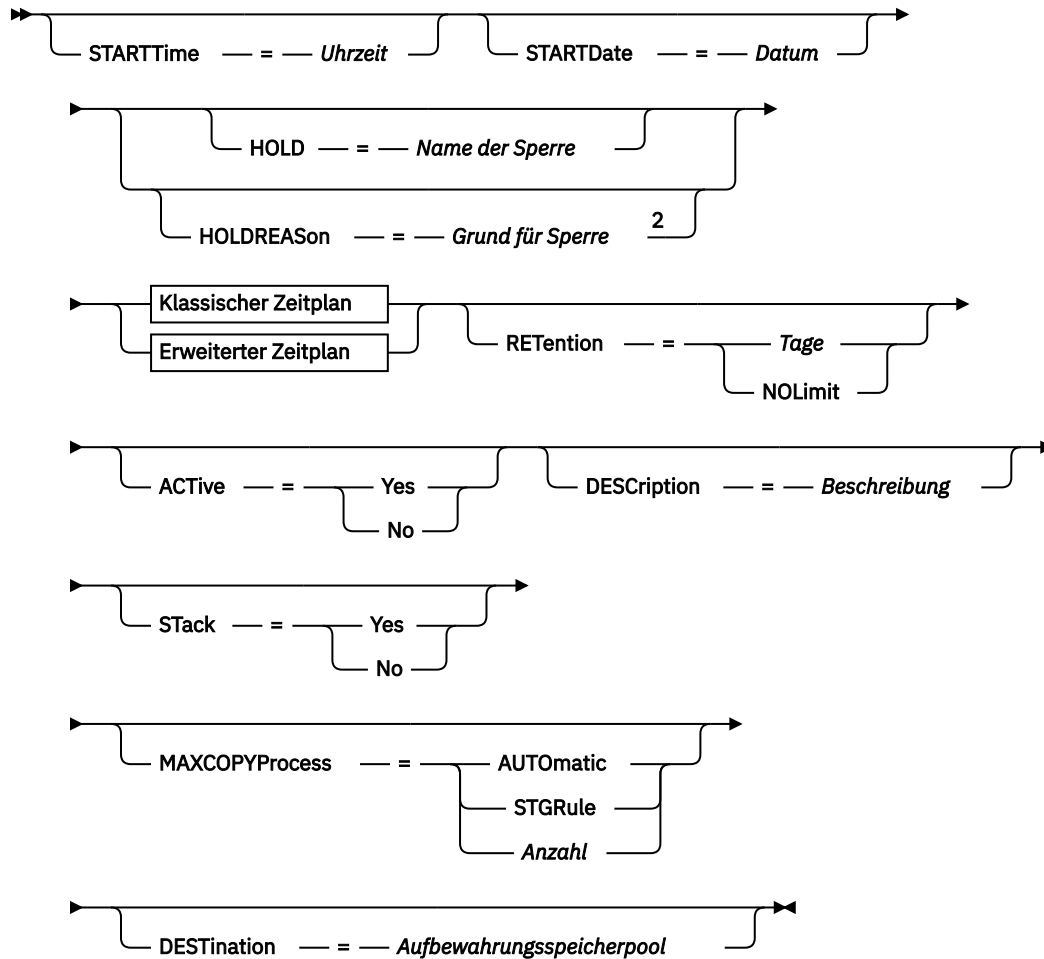 STARTTime = Uhrzeit STARTDate = Datum
HOLD = Name der Sperre
HOLDREASon = Grund für Sperre 2
Klassischer Zeitplan
Erweiterter Zeitplan
RETention = Tage
NOLimit
ACTive = Yes
No
DESCription = Beschreibung
STack = Yes
No
MAXCOPYProcess = AUTOmatic
STGRule
Anzahl
DESTination = Aufbewahrungsspeicherpool